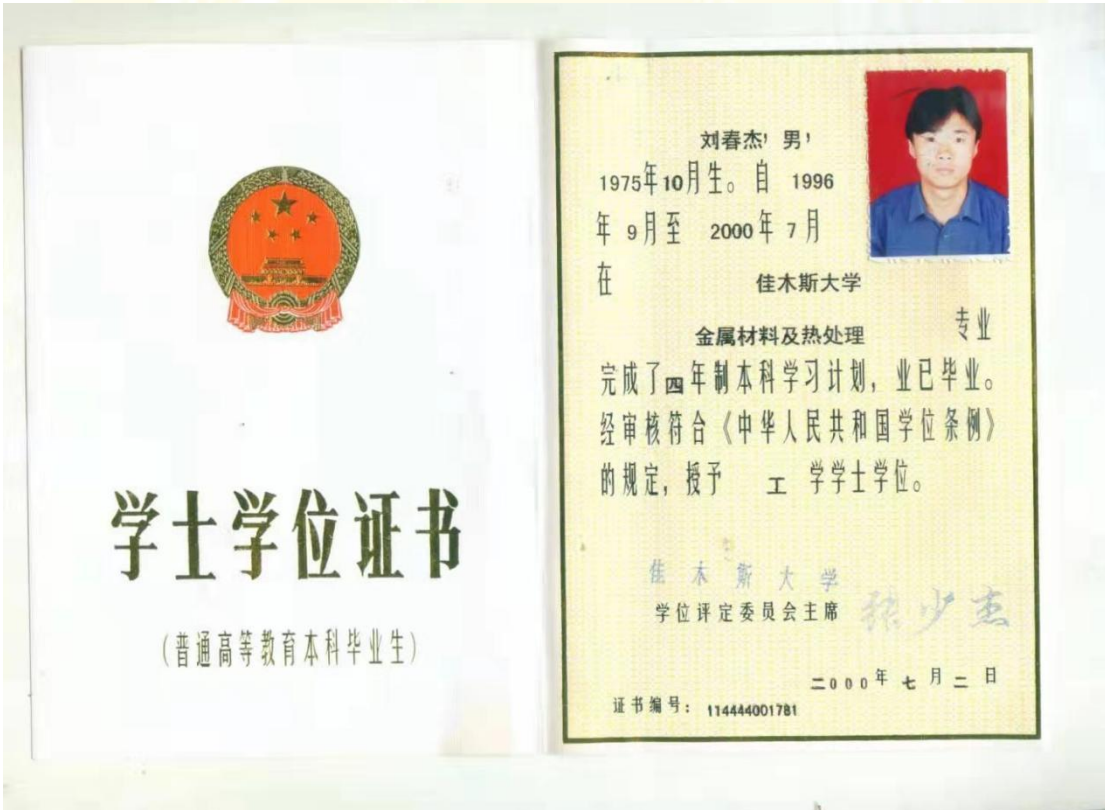 学士学位证书
(普通高等教育本科毕业生)
刘春杰，男，
1975年10月生。自 1996
年 9月至 2000年 7月
在 佳木斯大学
金属材料及热处理 专业
完成了四年制本科学习计划，业已毕业。
经审核符合《中华人民共和国学位条例》
的规定，授予 工 学学士学位。
佳木斯大学
学位评定委员会主席 张少杰
二000年 七月二日
证书编号：114444001781